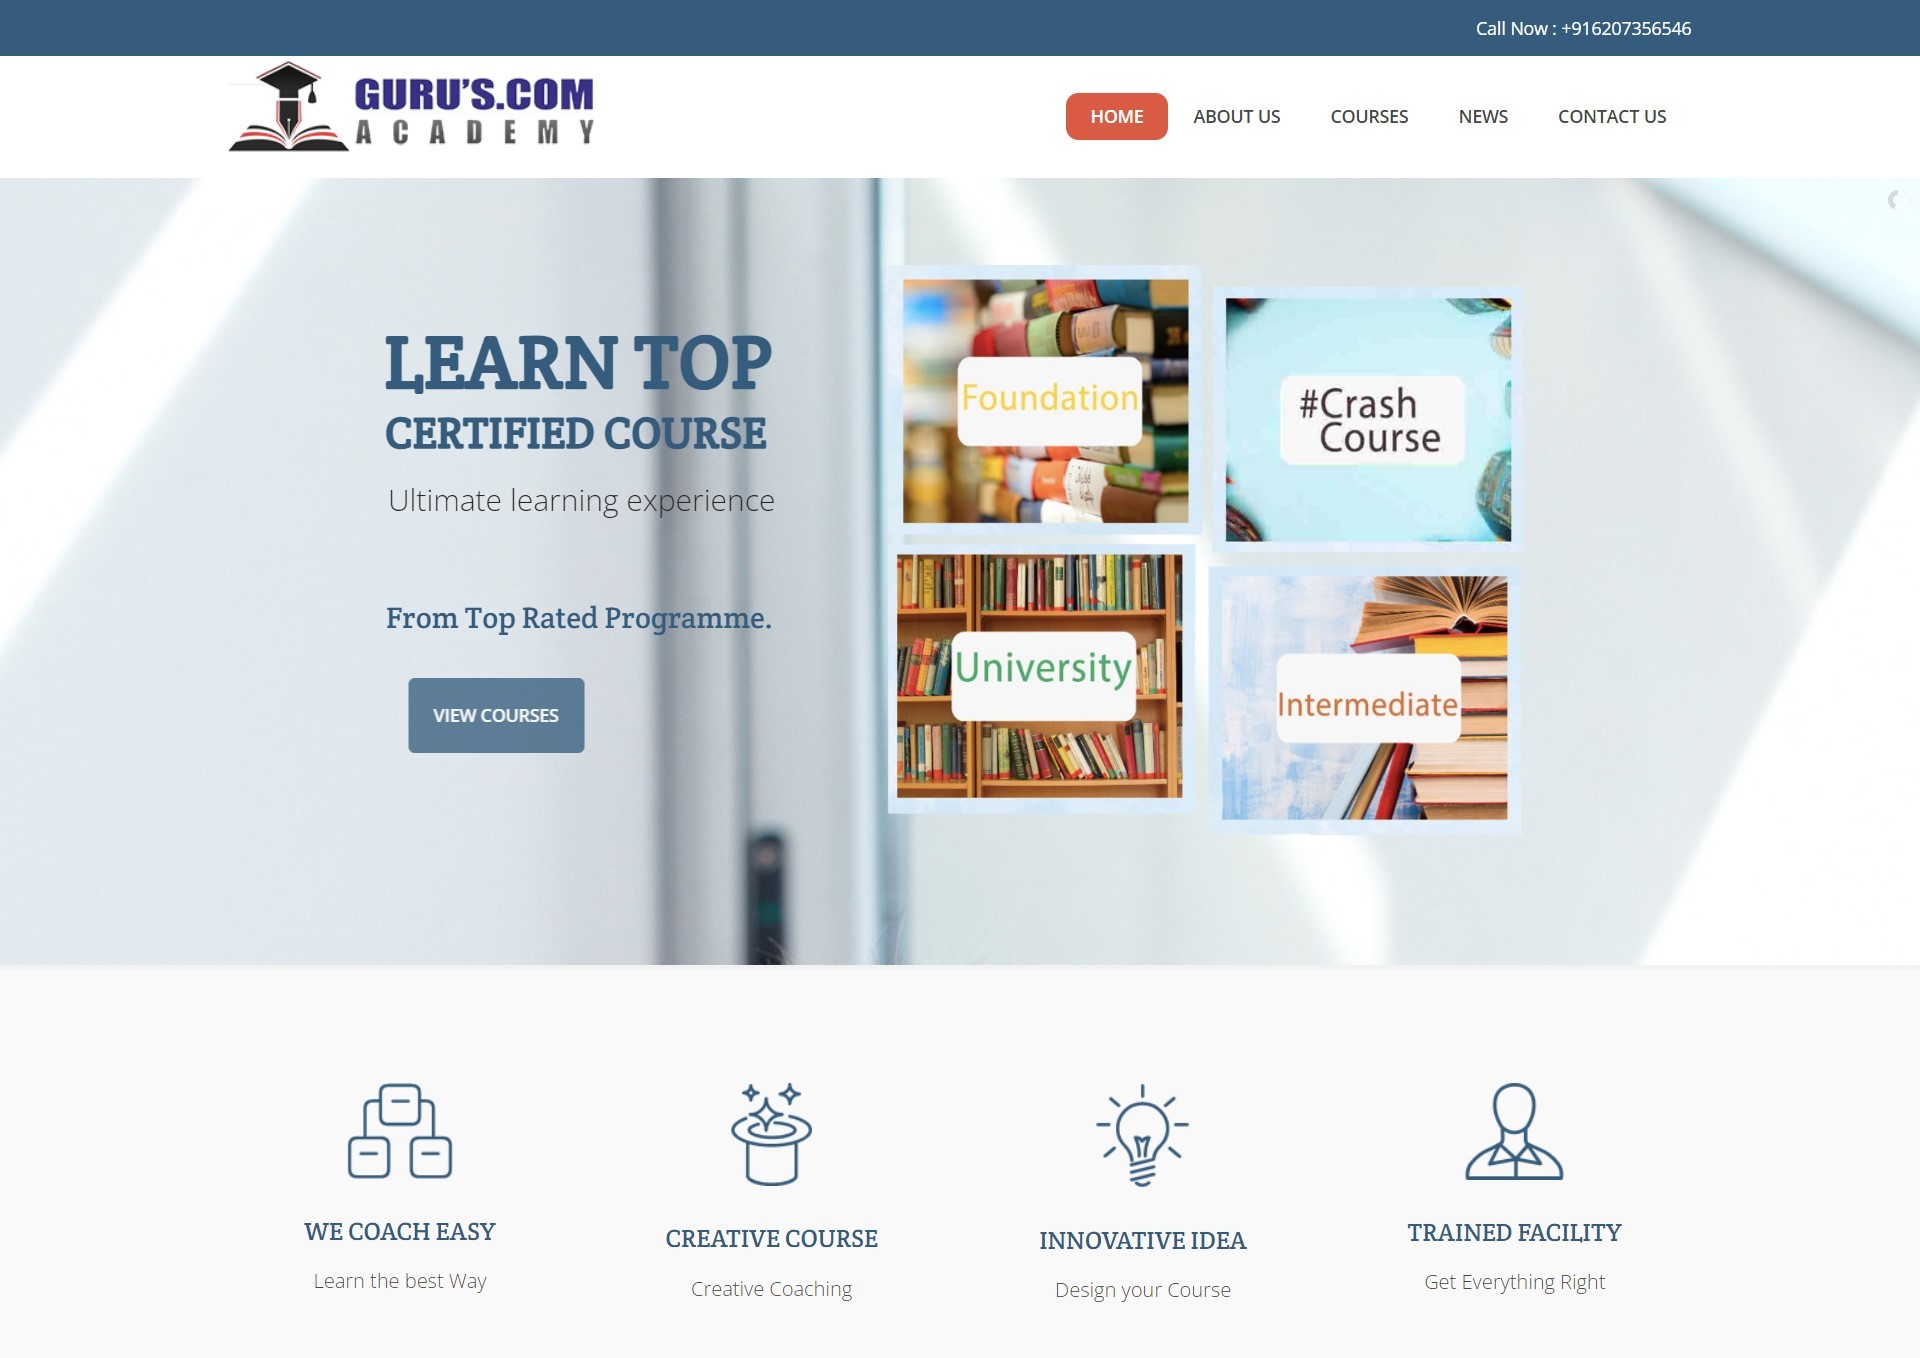 Call Now : +916207356546
GURU'S.COM
ACADEMY
HOME
ABOUT US
COURSES
NEWS
CONTACT US
LEARN TOP
CERTIFIED COURSE
Ultimate learning experience
From Top Rated Programme.
VIEW COURSES
Foundation
#Crash
Course
University
Intermediate
WE COACH EASY
Learn the best Way
CREATIVE COURSE
Creative Coaching
INNOVATIVE IDEA
Design your Course
TRAINED FACILITY
Get Everything Right